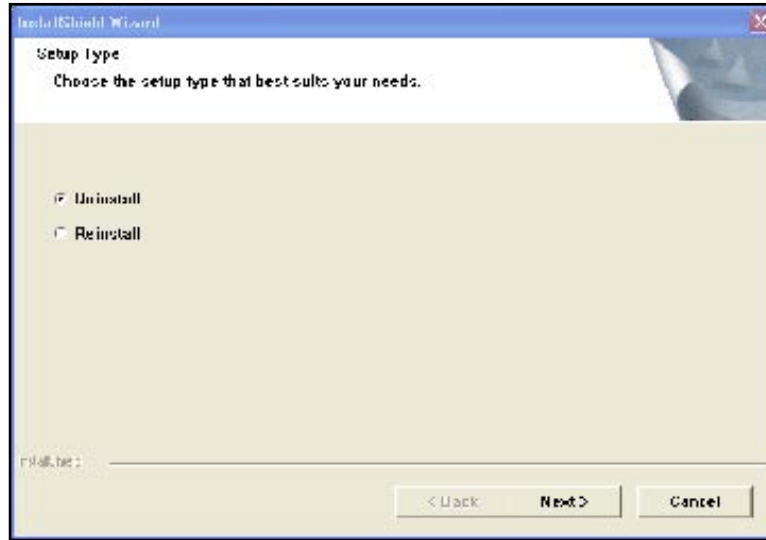 InstallShield Wizard
Setup Type
Choose the setup type that best suits your needs.
Uninstall
Reinstall
InstallShield
< Back Next > Cancel